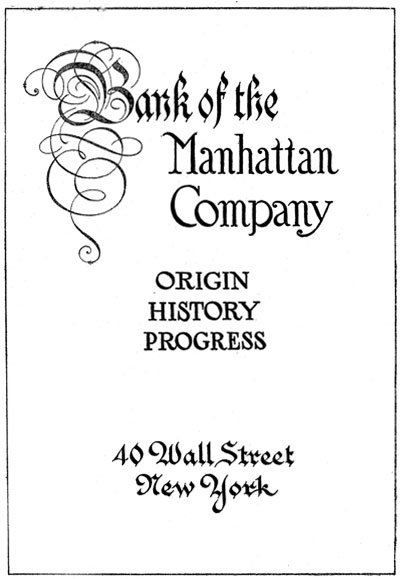 Bank of the
Manhattan
Company
ORIGIN
HISTORY
PROGRESS
40 Wall Street
New York